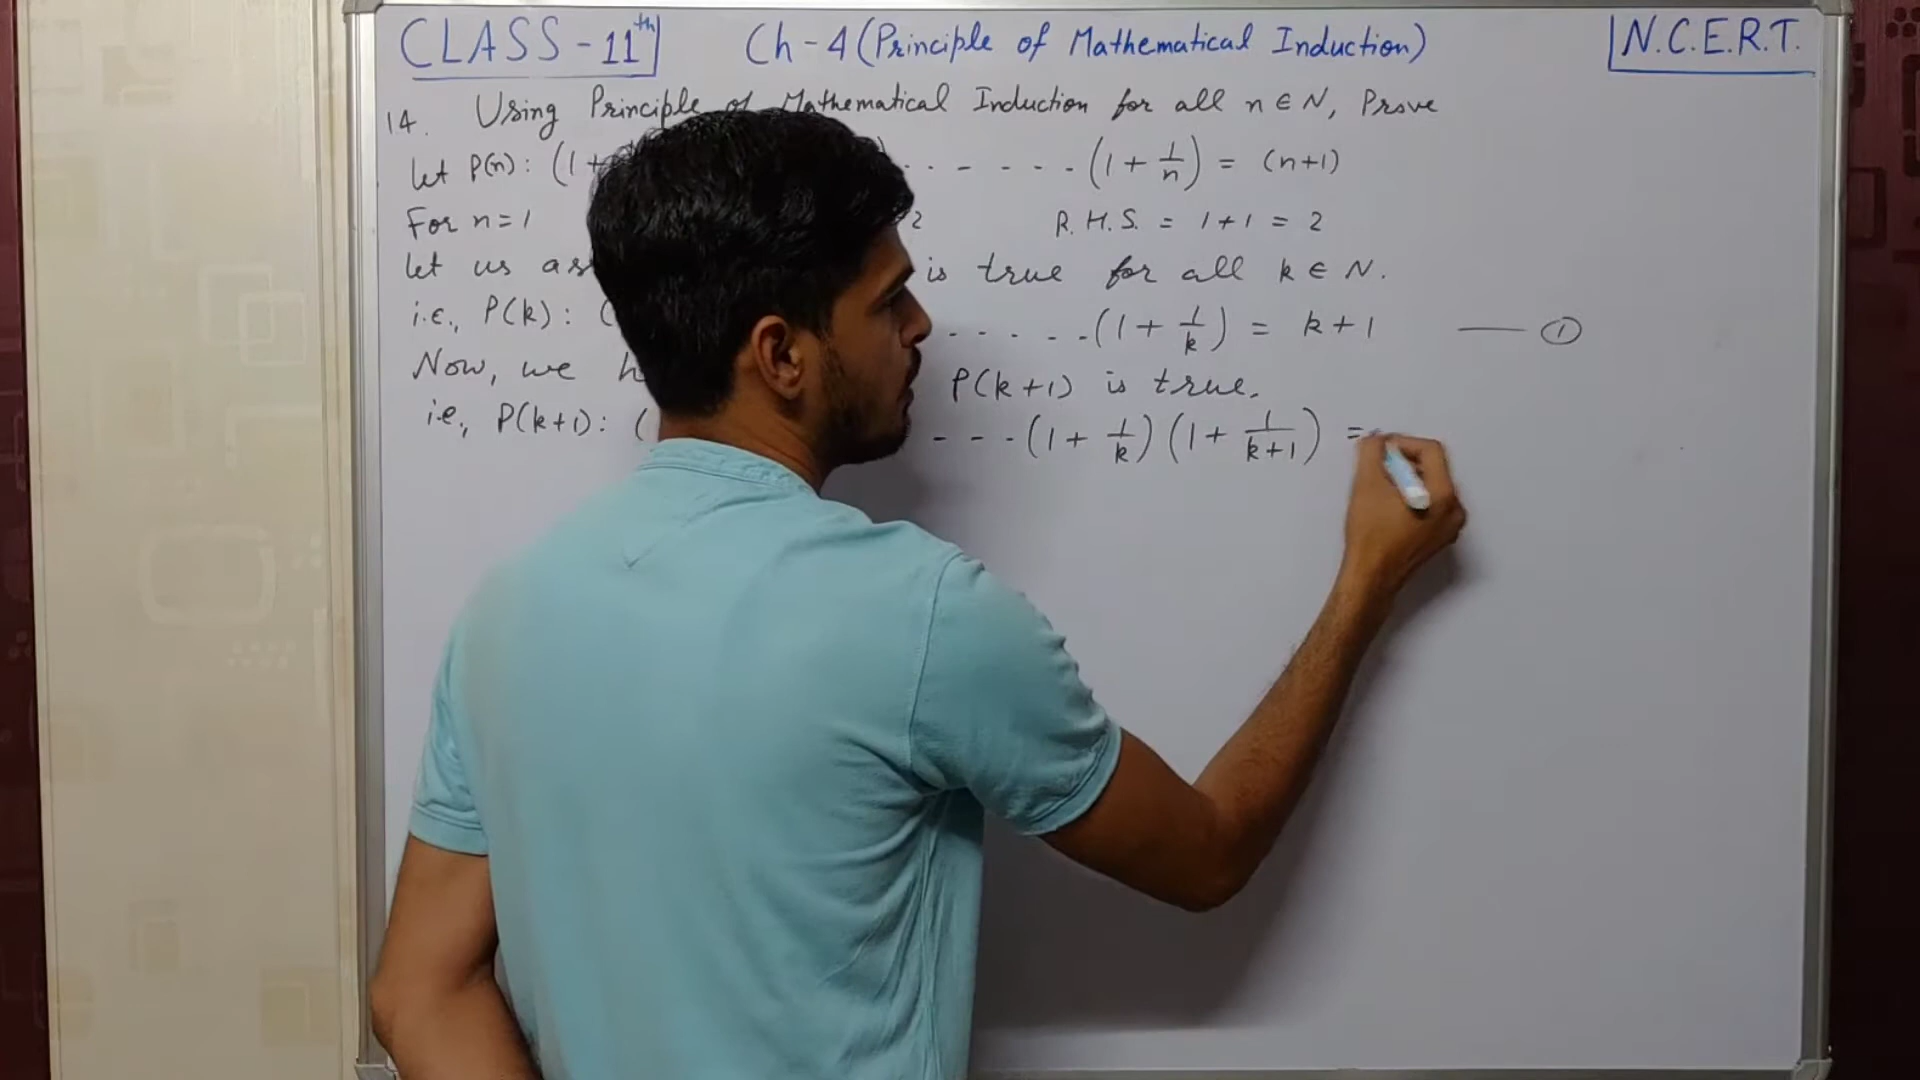 CLASS-11th Ch-4 (Principle of Mathematical Induction) N.C.E.R.T.
14. Using Principle of Mathematical Induction for all n ∈ N, Prove
let P(n): (1+ - - - - - (1+1/n) = (n+1)
For n=1 2 R.H.S. = 1+1 = 2
let us is true for all k ∈ N.
i.e., P(k): ( - - - - - (1+1/k) = k+1 —— ①
Now, we P(k+1) is true.
i.e., P(k+1): ( - - - (1+1/k)(1+1/(k+1)) =